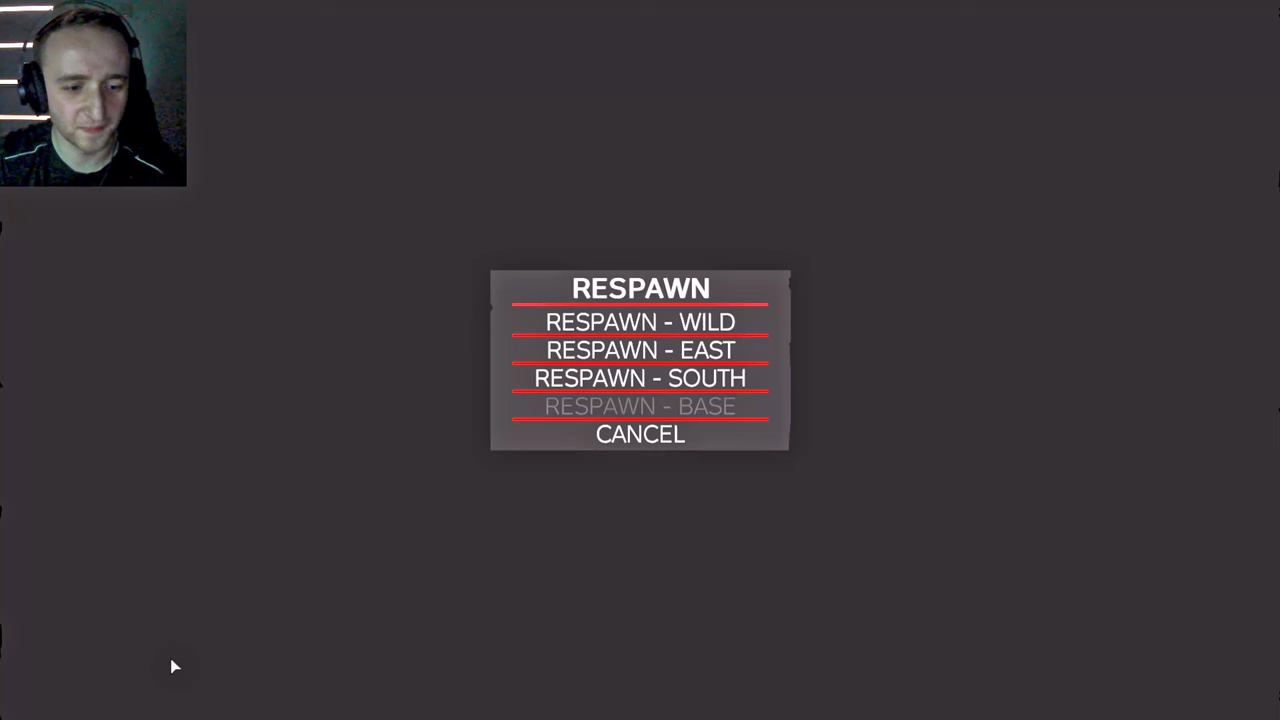 RESPAWN
RESPAWN - WILD
RESPAWN - EAST
RESPAWN - SOUTH
RESPAWN - BASE
CANCEL